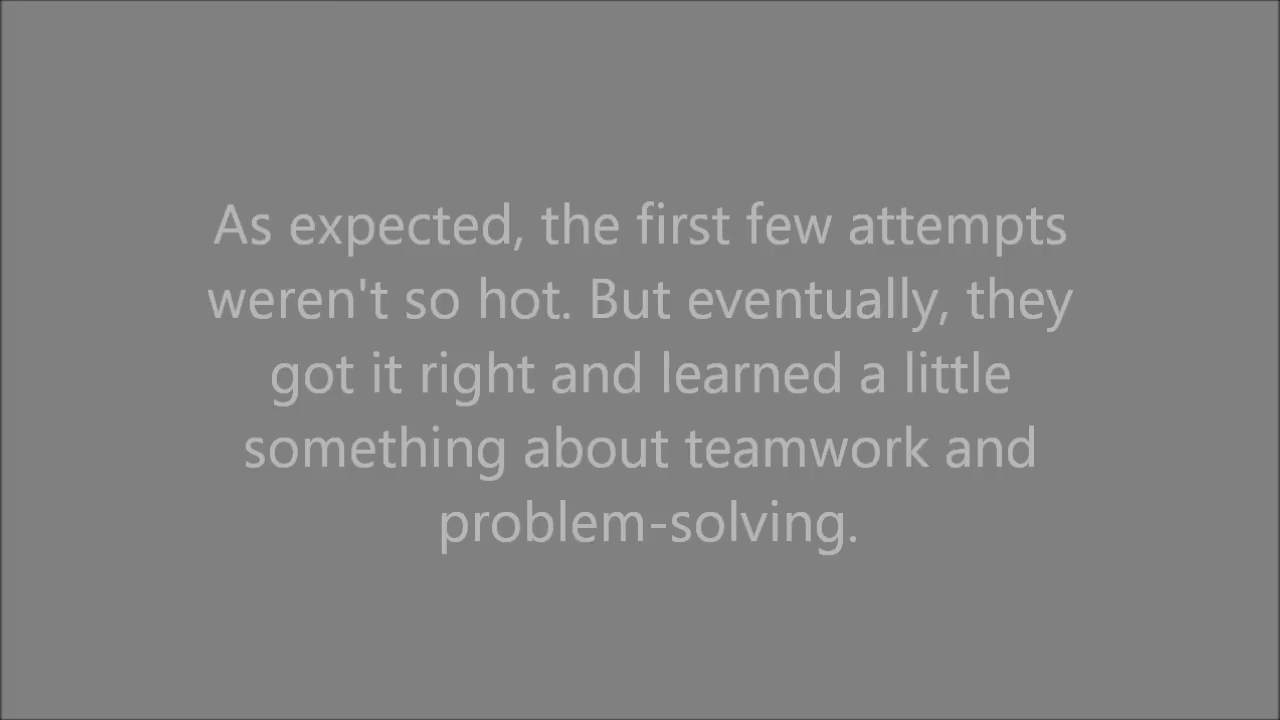 As expected, the first few attempts
weren't so hot. But eventually, they
got it right and learned a little
something about teamwork and
problem-solving.